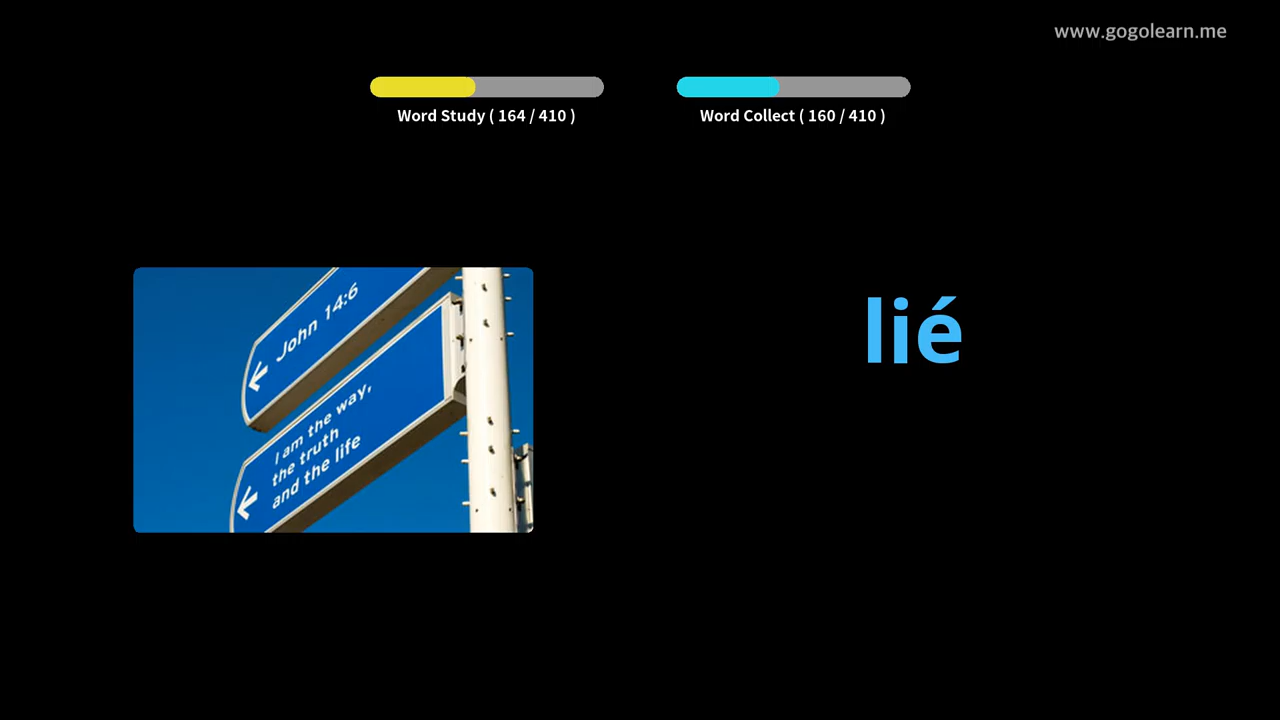 www.gogolearn.me
Word Study ( 164 / 410 )
Word Collect ( 160 / 410 )
John 14:6
I am the way,
the truth
and the life
lié